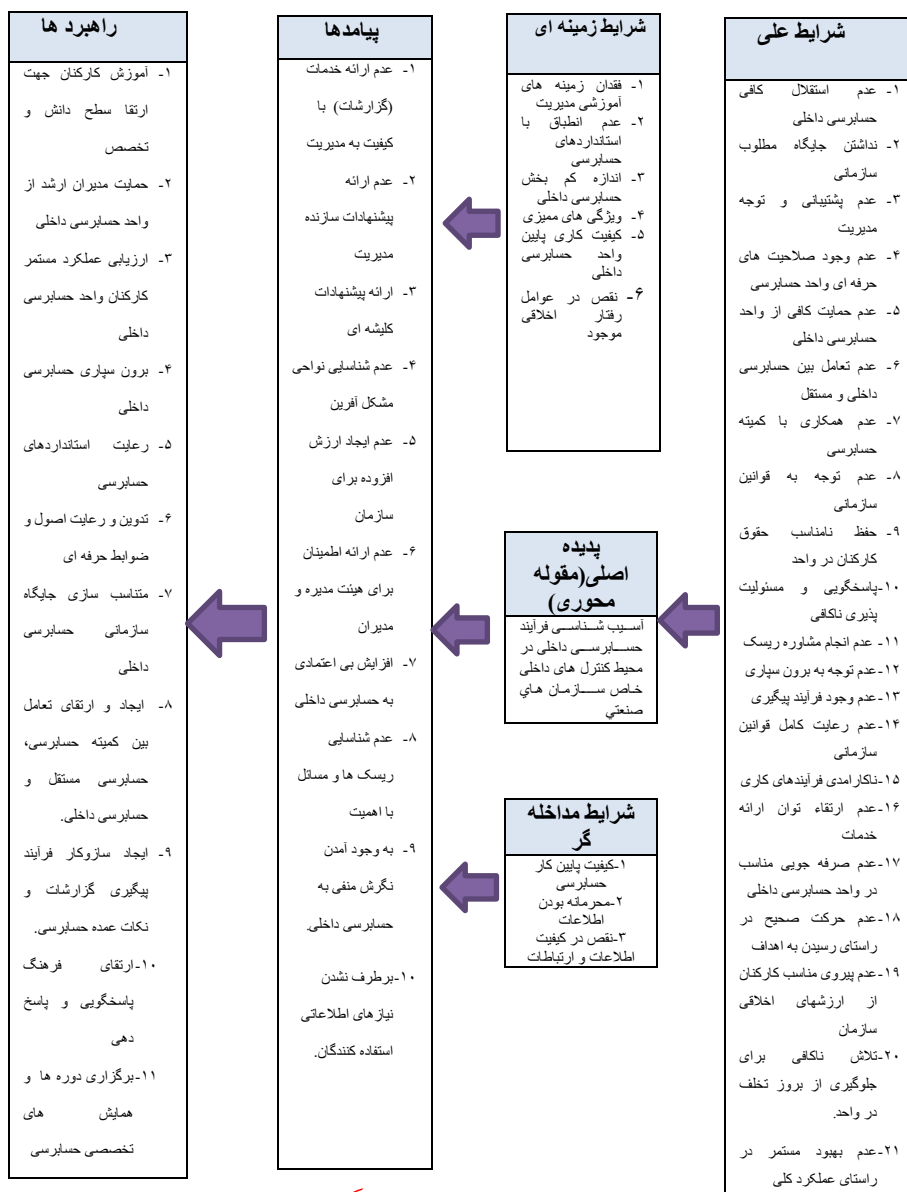 شرایط علی
۱- عدم استقلال کافی
حسابرسی داخلی
۲- نداشتن جایگاه مطلوب
سازمانی
۳- عدم پشتیبانی و توجه
مدیریت
۴- عدم وجود صلاحیت های
حرفه ای واحد حسابرسی
۵- عدم حمایت کافی از واحد
حسابرسی داخلی
۶- عدم تعامل بین حسابرسی
داخلی و مستقل
۷- عدم همکاری با کمیته
حسابرسی
۸- عدم توجه به قوانین
سازمانی
۹- حفظ نامناسب حقوق
کارکنان در واحد
۱۰-پاسخگویی و مسئولیت
پذیری ناکافی
۱۱- عدم انجام مشاوره ریسک
۱۲-عدم توجه به برون سپاری
۱۳-عدم وجود فرآیند پیگیری
۱۴-عدم رعایت کامل قوانین
سازمانی
۱۵-ناکارامدی فرآیندهای کاری
۱۶-عدم ارتقاء توان ارائه
خدمات
۱۷-عدم صرفه جویی مناسب
در واحد حسابرسی داخلی
۱۸-عدم حرکت صحیح در
راستای رسیدن به اهداف
۱۹-عدم پیروی مناسب کارکنان
از ارزشهای اخلاقی
سازمان
۲۰-تلاش ناکافی برای
جلوگیری از بروز تخلف
در واحد.
۲۱-عدم بهبود مستمر در
راستای عملکرد کلی
شرایط زمینه ای
۱- فقدان زمینه های
آموزشی مدیریت
۲- عدم انطباق با
استانداردهای
حسابرسی
۳- اندازه کم بخش
حسابرسی داخلی
۴- ویژگی های ممیزی
۵- کیفیت کاری پایین
واحد حسابرسی
داخلی
۶- نقص در عوامل
رفتار اخلاقی
موجود
پدیده
اصلی(مقوله
محوری)
آسیب شناسی فرآیند
حسابرسی داخلی در
محیط کنترل های داخلی
خاص سازمان هاي
صنعتي
شرایط مداخله
گر
۱-کیفیت پایین کار
حسابرسی
۲-محرمانه بودن
اطلاعات
۳-نقص در کیفیت
اطلاعات و ارتباطات
پیامدها
۱- عدم ارائه خدمات
(گزارشات) با
کیفیت به مدیریت
۲- عدم ارائه
پیشنهادات سازنده
مدیریت
۳- ارائه پیشنهادات
کلیشه ای
۴- عدم شناسایی نواحی
مشکل آفرین
۵- عدم ایجاد ارزش
افزوده برای
سازمان
۶- عدم ارائه اطمینان
برای هیئت مدیره و
مدیران
۷- افزایش بی اعتمادی
به حسابرسی داخلی
۸- عدم شناسایی
ریسک ها و مسائل
با اهمیت
۹- به وجود آمدن
نگرش منفی به
حسابرسی داخلی.
۱۰-برطرف نشدن
نیازهای اطلاعاتی
استفاده کنندگان.
راهبرد ها
۱- آموزش کارکنان جهت
ارتقا سطح دانش و
تخصص
۲- حمایت مدیران ارشد از
واحد حسابرسی داخلی
۳- ارزیابی عملکرد مستمر
کارکنان واحد حسابرسی
داخلی
۴- برون سپاری حسابرسی
داخلی
۵- رعایت استانداردهای
حسابرسی
۶- تدوین و رعایت اصول و
ضوابط حرفه ای
۷- متناسب سازی جایگاه
سازمانی حسابرسی
داخلی
۸- ایجاد و ارتقای تعامل
بین کمیته حسابرسی،
حسابرسی مستقل و
حسابرسی داخلی.
۹- ایجاد سازوکار فرآیند
پیگیری گزارشات و
نکات عمده حسابرسی.
۱۰-ارتقای فرهنگ
پاسخگویی و پاسخ
دهی
۱۱-برگزاری دوره ها و
همایش های
تخصصی حسابرسی